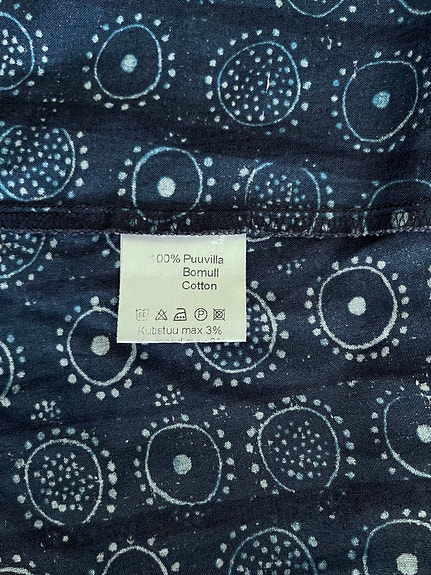 100% Puuvilla
Bomull
Cotton
Kutistuu max 3%